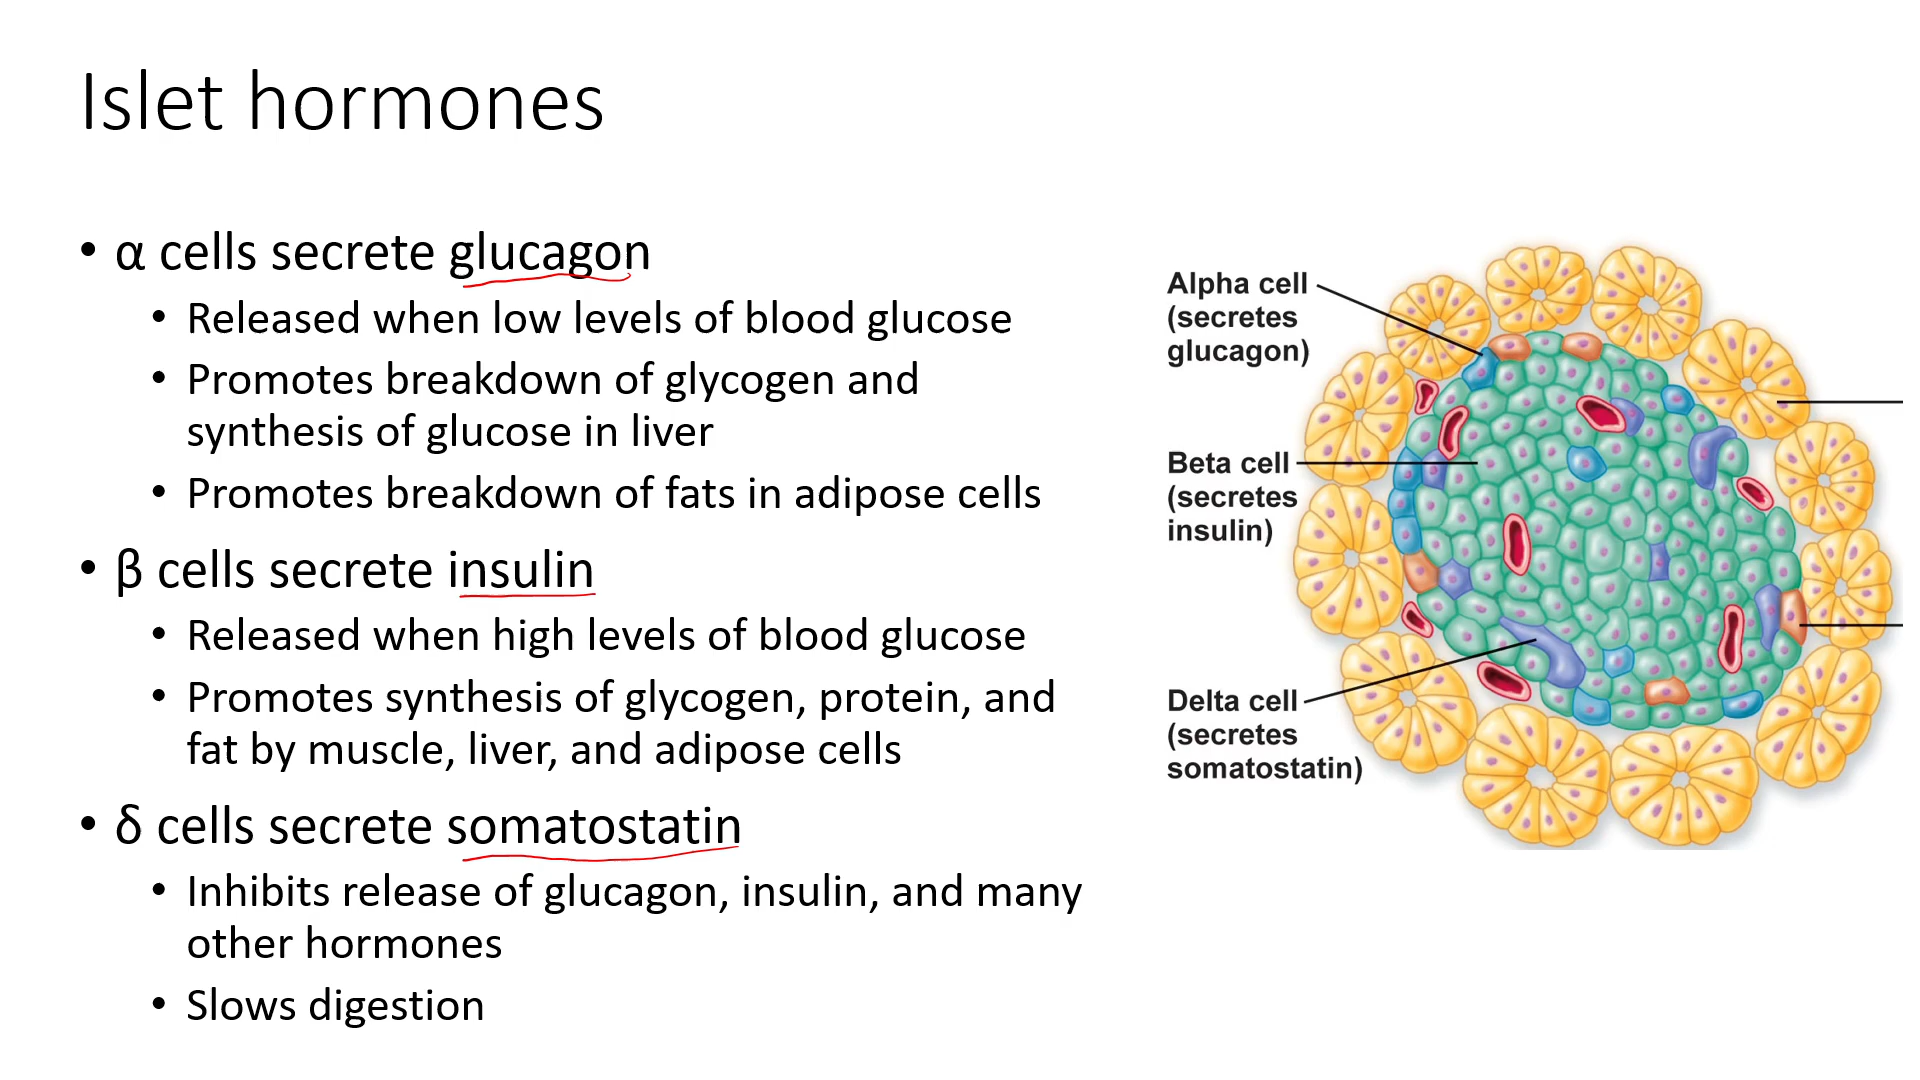 Islet hormones
• α cells secrete glucagon
• Released when low levels of blood glucose
• Promotes breakdown of glycogen and
synthesis of glucose in liver
• Promotes breakdown of fats in adipose cells
• β cells secrete insulin
• Released when high levels of blood glucose
• Promotes synthesis of glycogen, protein, and
fat by muscle, liver, and adipose cells
• δ cells secrete somatostatin
• Inhibits release of glucagon, insulin, and many
other hormones
• Slows digestion
Alpha cell
(secretes
glucagon)
Beta cell
(secretes
insulin)
Delta cell
(secretes
somatostatin)